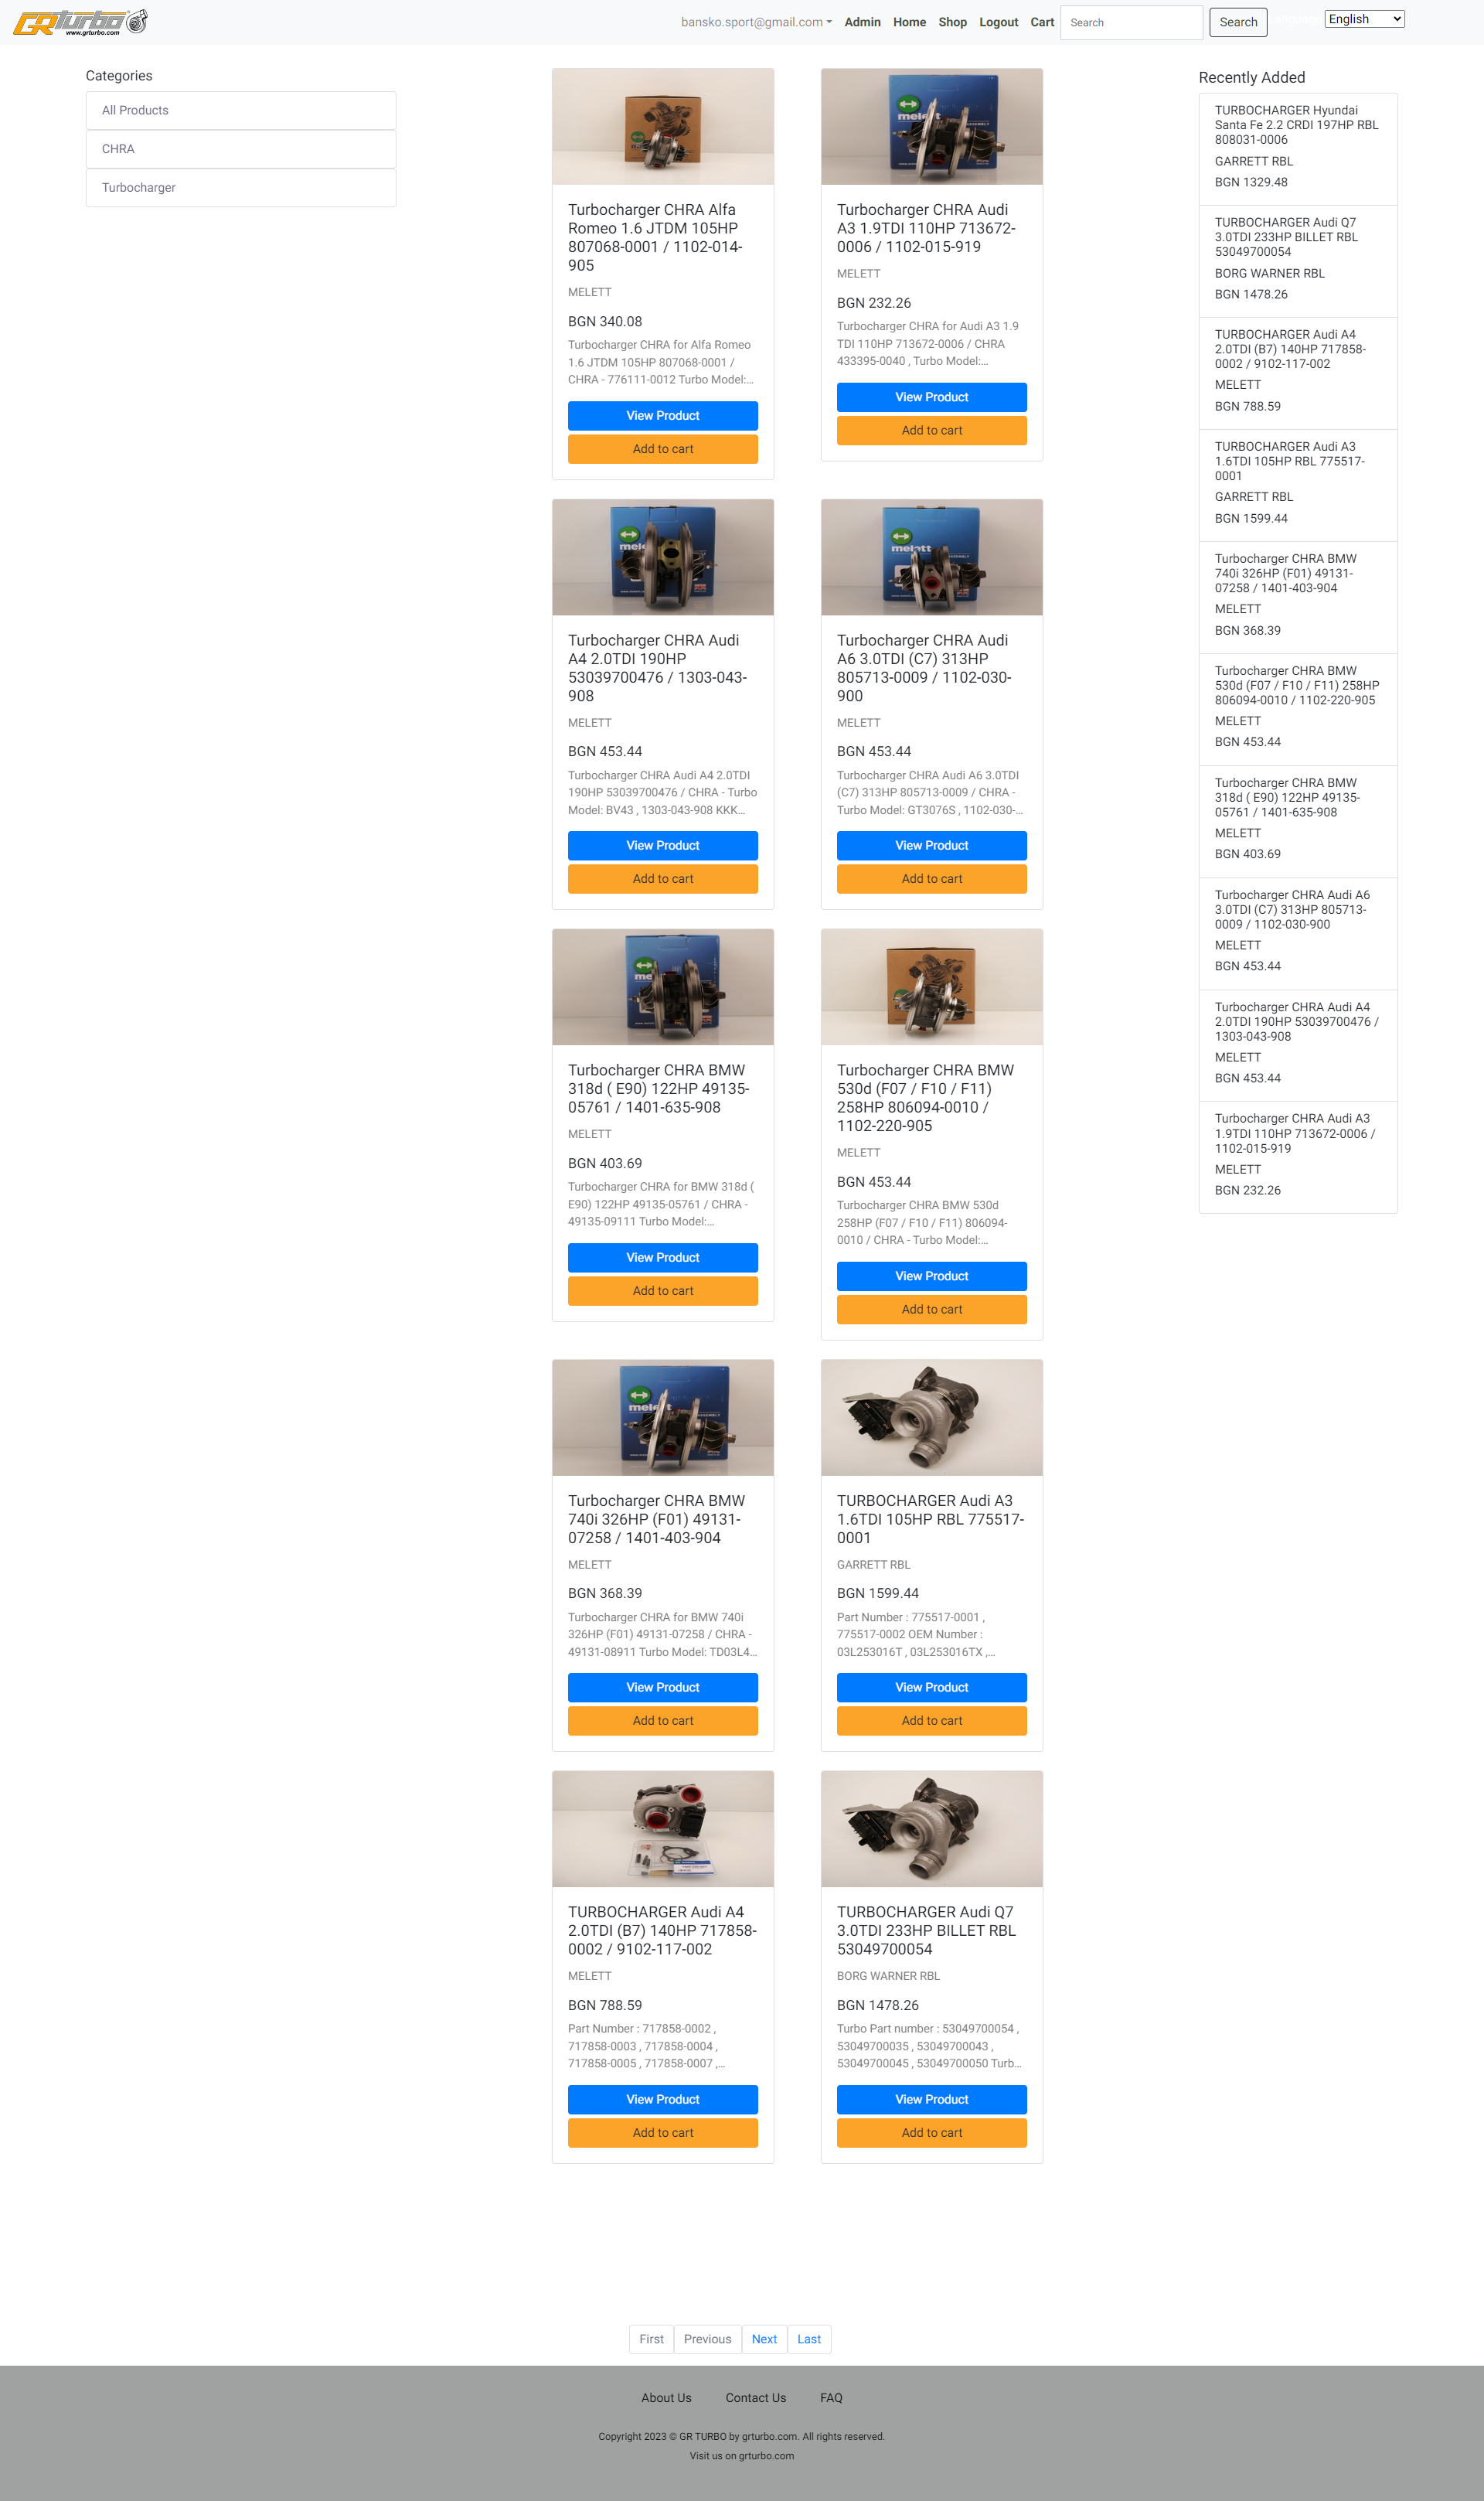 GRTurbo
www.grturbo.com
bansko.sport@gmail.com
Admin
Home
Shop
Logout
Cart
Search
Search
English
Categories
All Products
CHRA
Turbocharger
Turbocharger CHRA Alfa
Romeo 1.6 JTDM 105HP
807068-0001 / 1102-014-
905
MELETT
BGN 340.08
Turbocharger CHRA for Alfa Romeo
1.6 JTDM 105HP 807068-0001 /
CHRA - 776111-0012 Turbo Model:...
View Product
Add to cart
melett
Turbocharger CHRA Audi
A3 1.9TDI 110HP 713672-
0006 / 1102-015-919
MELETT
BGN 232.26
Turbocharger CHRA for Audi A3 1.9
TDI 110HP 713672-0006 / CHRA
433395-0040 , Turbo Model:...
View Product
Add to cart
Turbocharger CHRA Audi
A4 2.0TDI 190HP
53039700476 / 1303-043-
908
MELETT
BGN 453.44
Turbocharger CHRA Audi A4 2.0TDI
190HP 53039700476 / CHRA - Turbo
Model: BV43 , 1303-043-908 KKK...
View Product
Add to cart
melett
Turbocharger CHRA Audi
A6 3.0TDI (C7) 313HP
805713-0009 / 1102-030-
900
MELETT
BGN 453.44
Turbocharger CHRA Audi A6 3.0TDI
(C7) 313HP 805713-0009 / CHRA -
Turbo Model: GT3076S , 1102-030-...
View Product
Add to cart
Turbocharger CHRA BMW
318d ( E90) 122HP 49135-
05761 / 1401-635-908
MELETT
BGN 403.69
Turbocharger CHRA for BMW 318d (
E90) 122HP 49135-05761 / CHRA -
49135-09111 Turbo Model:...
View Product
Add to cart
Turbocharger CHRA BMW
530d (F07 / F10 / F11)
258HP 806094-0010 /
1102-220-905
MELETT
BGN 453.44
Turbocharger CHRA BMW 530d
258HP (F07 / F10 / F11) 806094-
0010 / CHRA - Turbo Model:...
View Product
Add to cart
melett
Turbocharger CHRA BMW
740i 326HP (F01) 49131-
07258 / 1401-403-904
MELETT
BGN 368.39
Turbocharger CHRA for BMW 740i
326HP (F01) 49131-07258 / CHRA -
49131-08911 Turbo Model: TD03L4...
View Product
Add to cart
TURBOCHARGER Audi A3
1.6TDI 105HP RBL 775517-
0001
GARRETT RBL
BGN 1599.44
Part Number : 775517-0001 ,
775517-0002 OEM Number :
03L253016T , 03L253016TX ,...
View Product
Add to cart
TURBOCHARGER Audi A4
2.0TDI (B7) 140HP 717858-
0002 / 9102-117-002
MELETT
BGN 788.59
Part Number : 717858-0002 ,
717858-0003 , 717858-0004 ,
717858-0005 , 717858-0007 ,...
View Product
Add to cart
TURBOCHARGER Audi Q7
3.0TDI 233HP BILLET RBL
53049700054
BORG WARNER RBL
BGN 1478.26
Turbo Part number : 53049700054 ,
53049700035 , 53049700043 ,
53049700045 , 53049700050 Turb...
View Product
Add to cart
Recently Added
TURBOCHARGER Hyundai
Santa Fe 2.2 CRDI 197HP RBL
808031-0006
GARRETT RBL
BGN 1329.48
TURBOCHARGER Audi Q7
3.0TDI 233HP BILLET RBL
53049700054
BORG WARNER RBL
BGN 1478.26
TURBOCHARGER Audi A4
2.0TDI (B7) 140HP 717858-
0002 / 9102-117-002
MELETT
BGN 788.59
TURBOCHARGER Audi A3
1.6TDI 105HP RBL 775517-
0001
GARRETT RBL
BGN 1599.44
Turbocharger CHRA BMW
740i 326HP (F01) 49131-
07258 / 1401-403-904
MELETT
BGN 368.39
Turbocharger CHRA BMW
530d (F07 / F10 / F11) 258HP
806094-0010 / 1102-220-905
MELETT
BGN 453.44
Turbocharger CHRA BMW
318d ( E90) 122HP 49135-
05761 / 1401-635-908
MELETT
BGN 403.69
Turbocharger CHRA Audi A6
3.0TDI (C7) 313HP 805713-
0009 / 1102-030-900
MELETT
BGN 453.44
Turbocharger CHRA Audi A4
2.0TDI 190HP 53039700476 /
1303-043-908
MELETT
BGN 453.44
Turbocharger CHRA Audi A3
1.9TDI 110HP 713672-0006 /
1102-015-919
MELETT
BGN 232.26
First
Previous
Next
Last
About Us
Contact Us
FAQ
Copyright 2023 © GR TURBO by grturbo.com. All rights reserved.
Visit us on grturbo.com